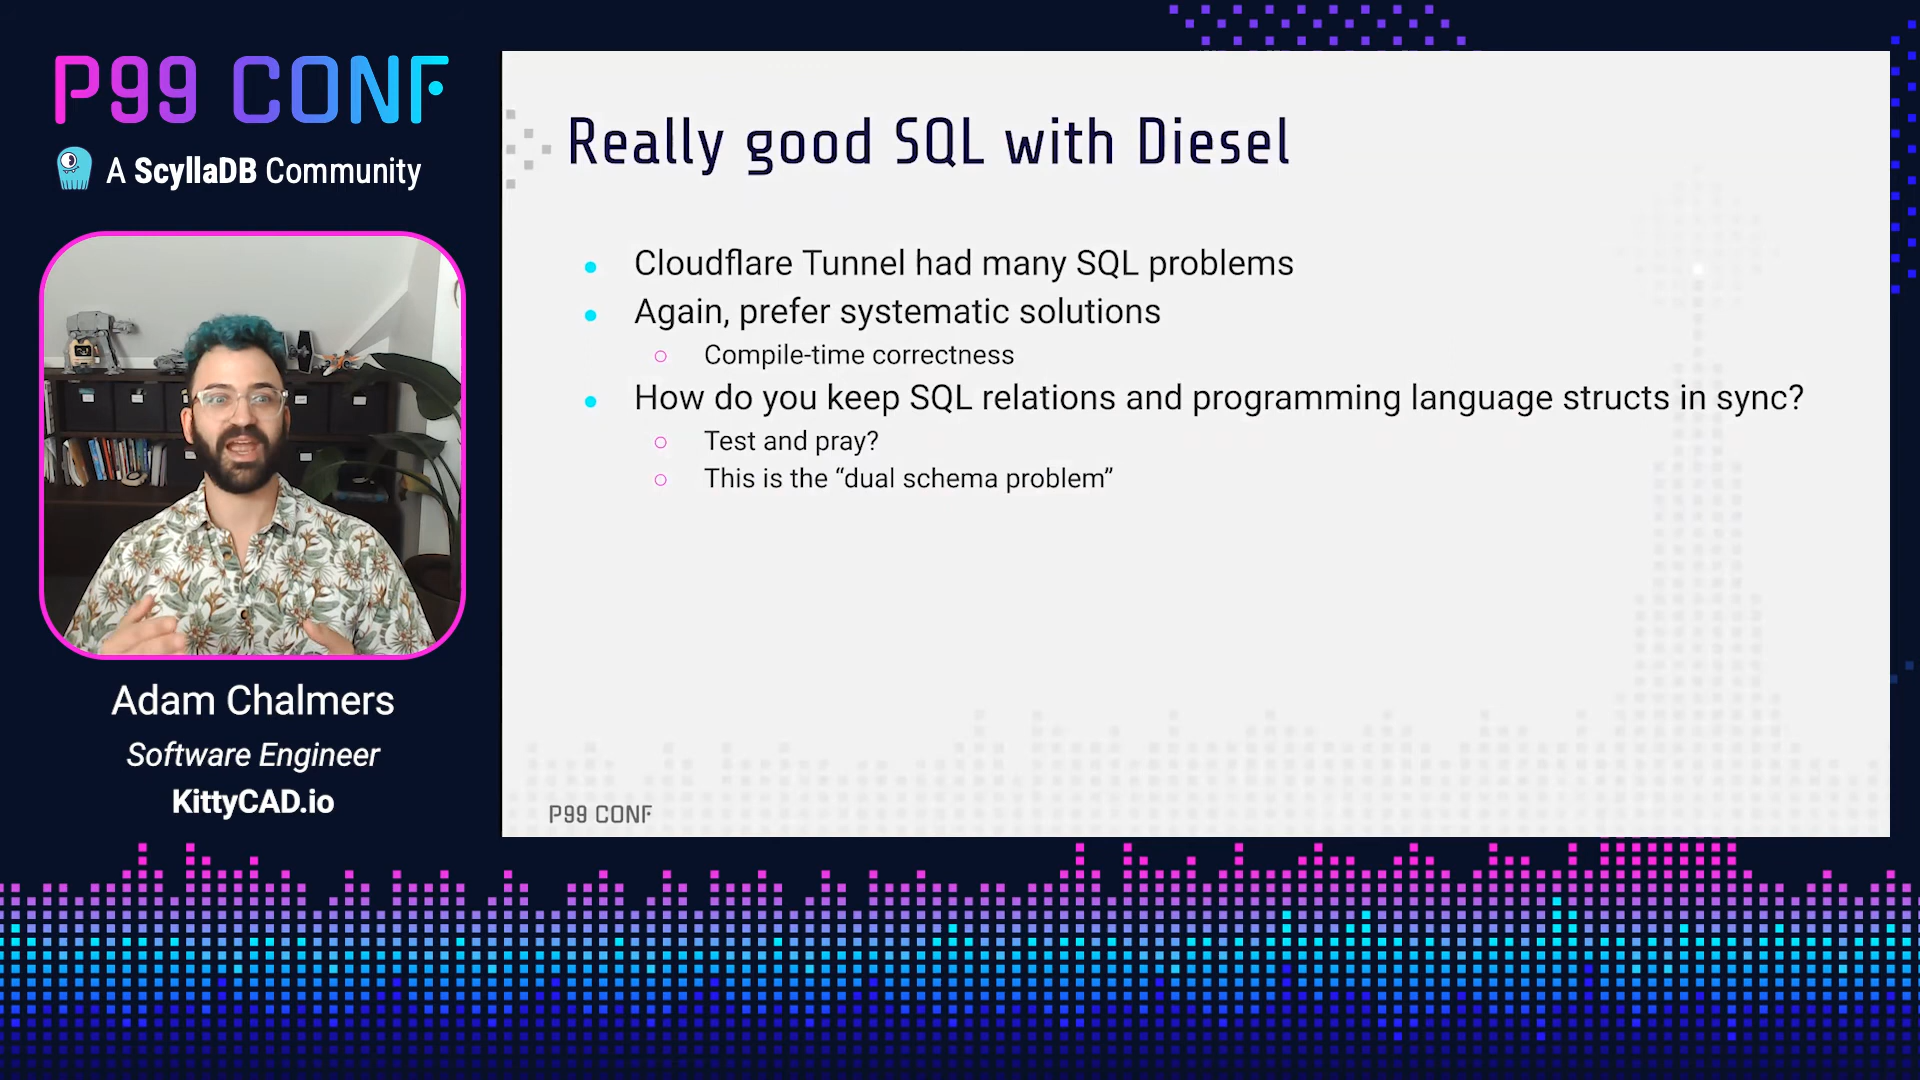 P99 CONF
A ScyllaDB Community
Adam Chalmers
Software Engineer
KittyCAD.io
Really good SQL with Diesel
Cloudflare Tunnel had many SQL problems
Again, prefer systematic solutions
Compile-time correctness
How do you keep SQL relations and programming language structs in sync?
Test and pray?
This is the “dual schema problem”
P99 CONF